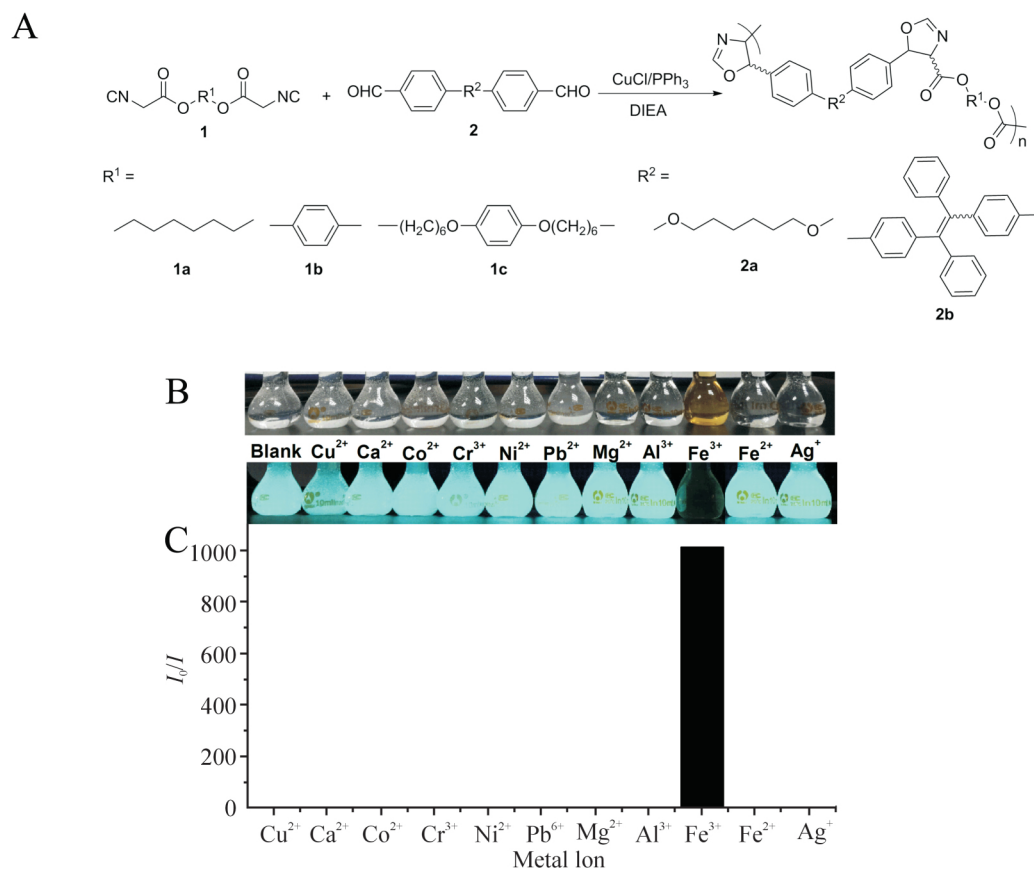 A
CN O O R¹ O O NC
1
+
OHC R² CHO
2
CuCl/PPh₃
DIEA
N O O N O O R¹ O O n
R²
R¹ =
R² =
1a
1b
(H₂C)₆O O(CH₂)₆
1c
O O
2a
2b
B
Blank Cu²⁺ Ca²⁺ Co²⁺ Cr³⁺ Ni²⁺ Pb²⁺ Mg²⁺ Al³⁺ Fe³⁺ Fe²⁺ Ag⁺
C
1000
800
600
400
200
0
I₀/I
Cu²⁺ Ca²⁺ Co²⁺ Cr³⁺ Ni²⁺ Pb⁶⁺ Mg²⁺ Al³⁺ Fe³⁺ Fe²⁺ Ag⁺
Metal Ion